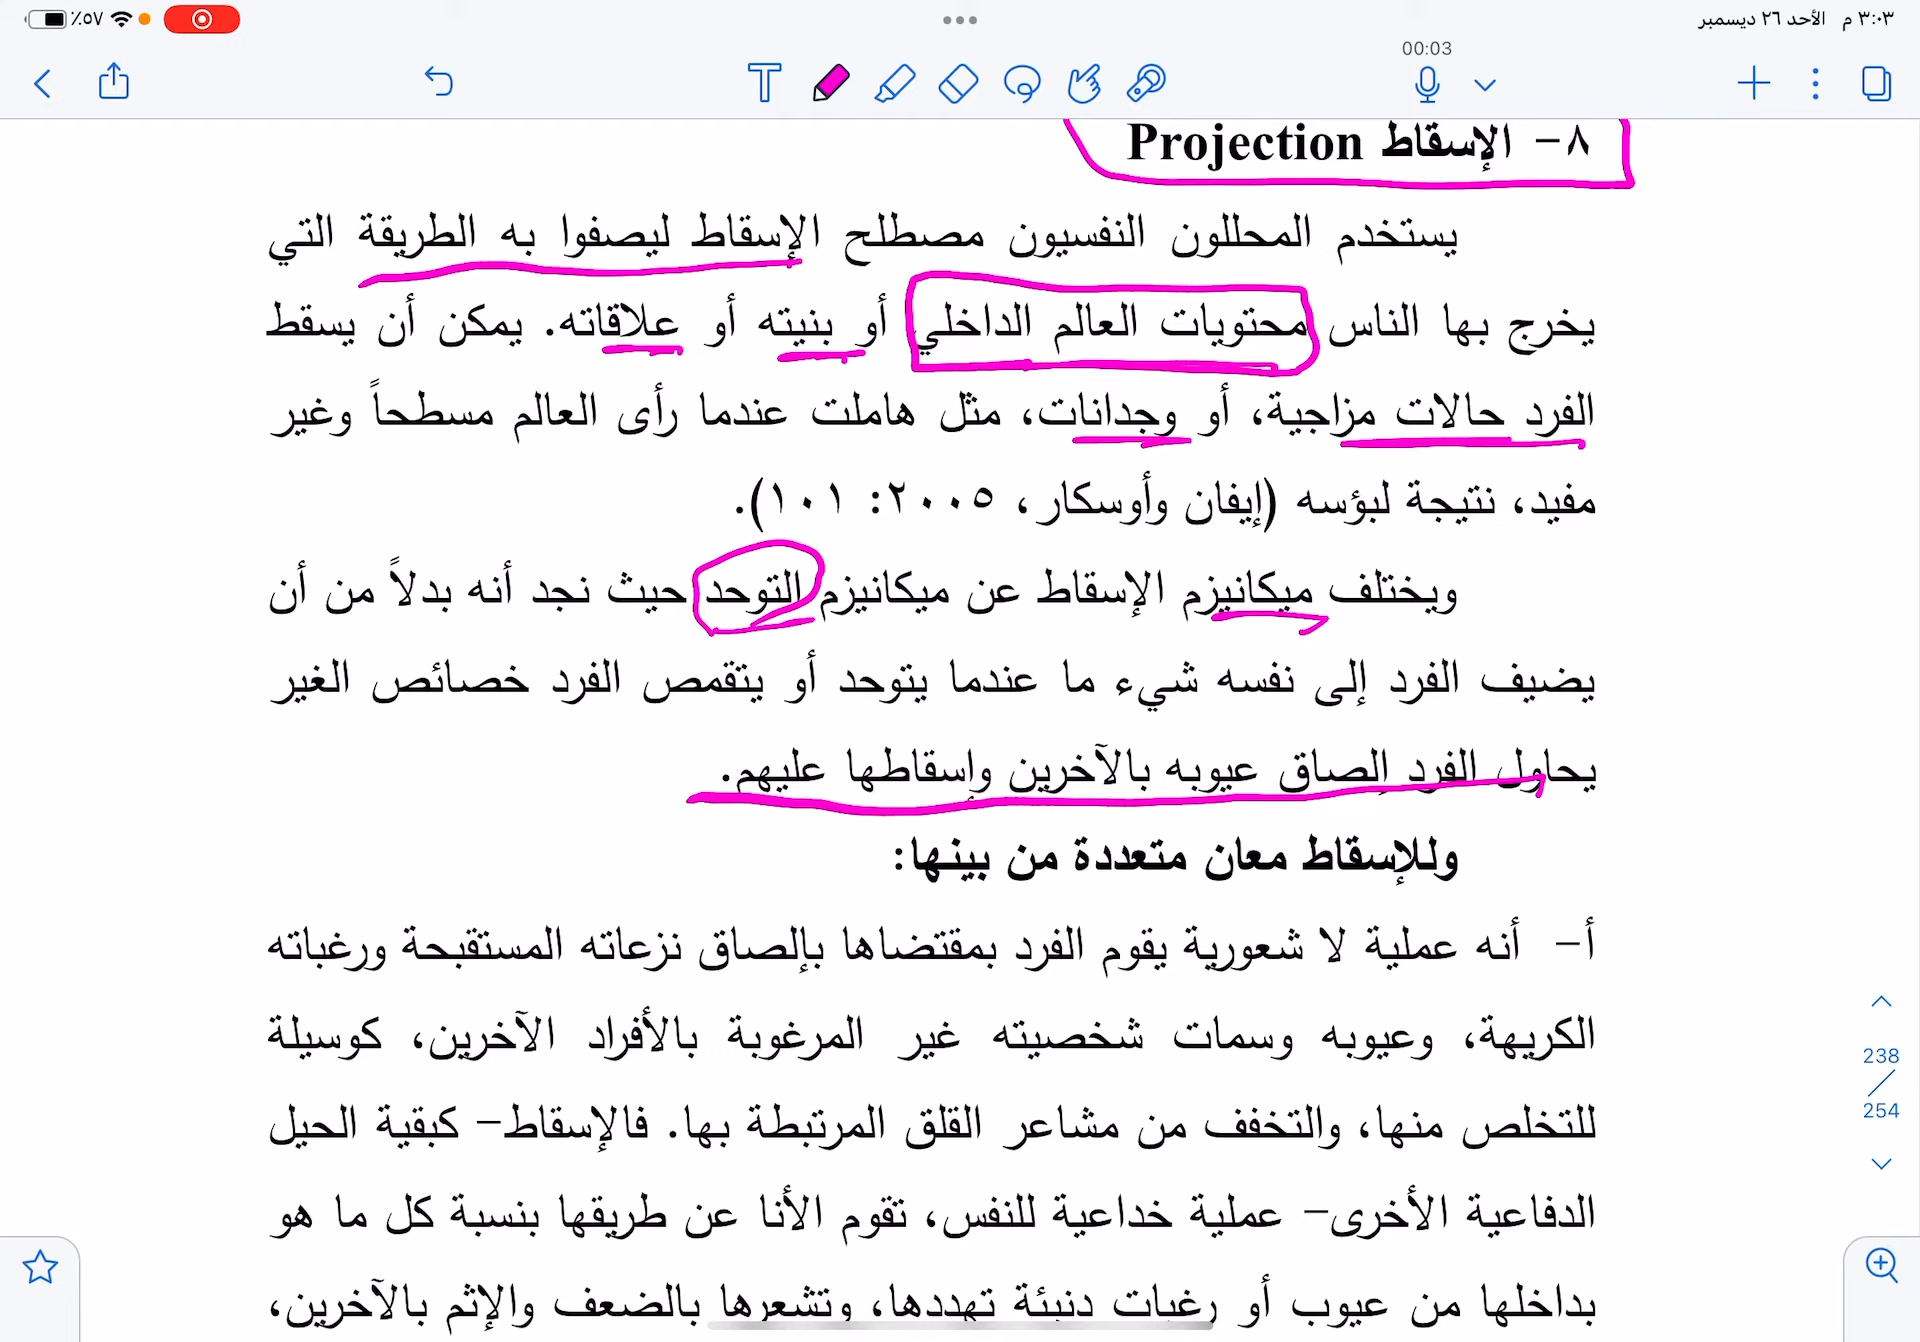 ٪٥٧
٣:٠٣ م الأحد ٢٦ ديسمبر
00:03
٨- الإسقاط Projection
يستخدم المحللون النفسيون مصطلح الإسقاط ليصفوا به الطريقة التي
يخرج بها الناس محتويات العالم الداخلي أو بنيته أو علاقاته. يمكن أن يسقط
الفرد حالات مزاجية، أو وجدانات، مثل هاملت عندما رأى العالم مسطحاً وغير
مفيد، نتيجة لبؤسه (إيفان وأوسكار، ٢٠٠٥: ١٠١).
ويختلف ميكانيزم الإسقاط عن ميكانيزم التوحد حيث نجد أنه بدلاً من أن
يضيف الفرد إلى نفسه شيء ما عندما يتوحد أو يتقمص الفرد خصائص الغير
يحاول الفرد إلصاق عيوبه بالآخرين وإسقاطها عليهم.
وللإسقاط معان متعددة من بينها:
أ- أنه عملية لا شعورية يقوم الفرد بمقتضاها بإلصاق نزعاته المستقبحة ورغباته
الكريهة، وعيوبه وسمات شخصيته غير المرغوبة بالأفراد الآخرين، كوسيلة
للتخلص منها، والتخفف من مشاعر القلق المرتبطة بها. فالإسقاط- كبقية الحيل
الدفاعية الأخرى- عملية خداعية للنفس، تقوم الأنا عن طريقها بنسبة كل ما هو
بداخلها من عيوب أو رغبات دنيئة تهددها، وتشعرها بالضعف والإثم بالآخرين،
238
254